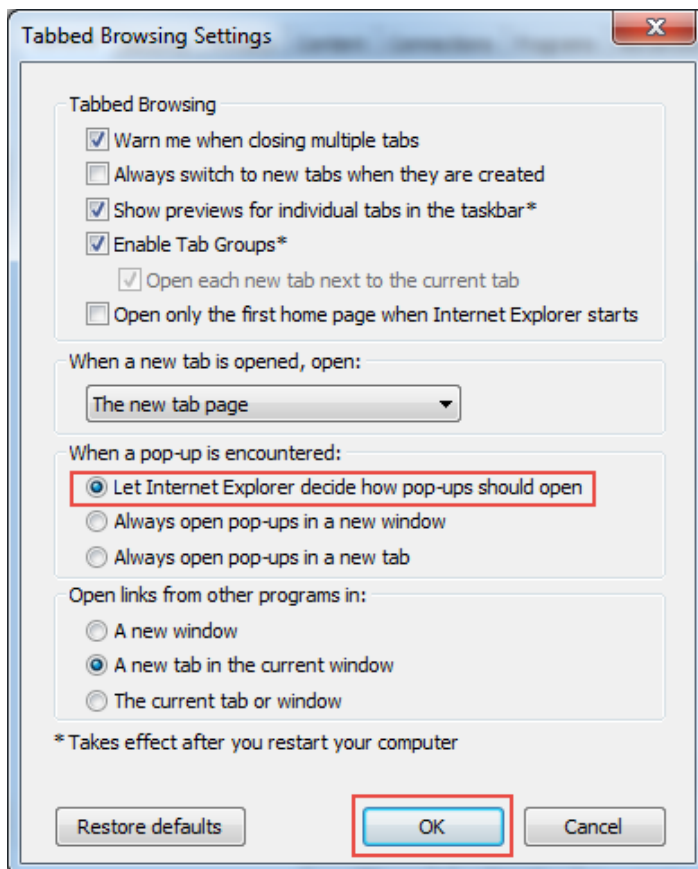 Tabbed Browsing Settings
Tabbed Browsing
Warn me when closing multiple tabs
Always switch to new tabs when they are created
Show previews for individual tabs in the taskbar*
Enable Tab Groups*
Open each new tab next to the current tab
Open only the first home page when Internet Explorer starts
When a new tab is opened, open:
The new tab page
When a pop-up is encountered:
Let Internet Explorer decide how pop-ups should open
Always open pop-ups in a new window
Always open pop-ups in a new tab
Open links from other programs in:
A new window
A new tab in the current window
The current tab or window
* Takes effect after you restart your computer
Restore defaults OK Cancel